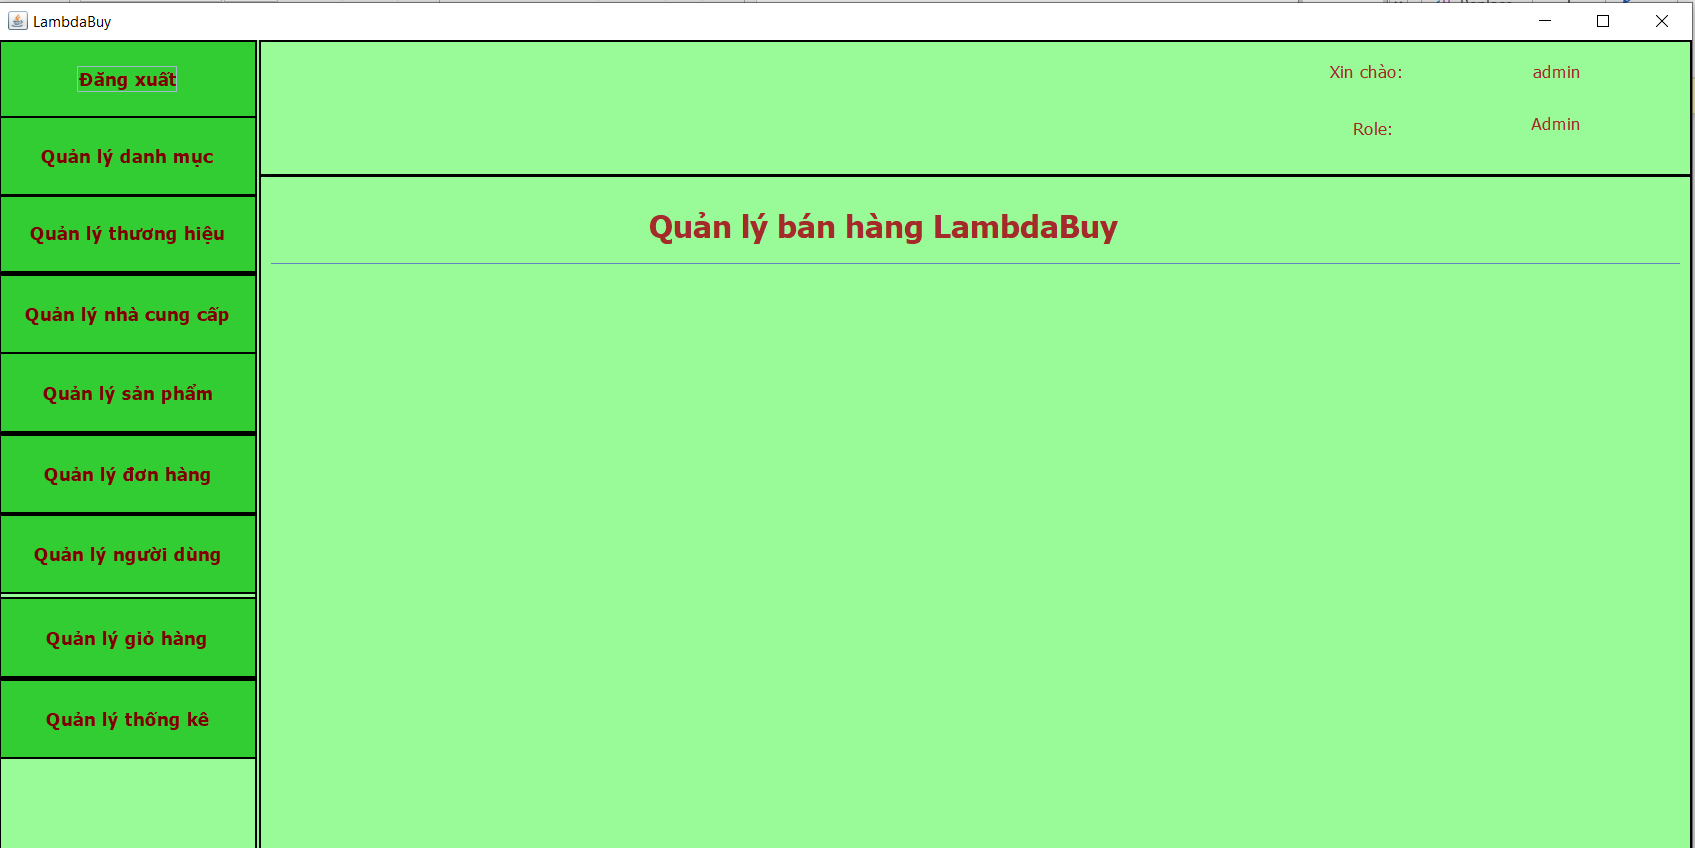 LambdaBuy
Đăng xuất
Quản lý danh mục
Quản lý thương hiệu
Quản lý nhà cung cấp
Quản lý sản phẩm
Quản lý đơn hàng
Quản lý người dùng
Quản lý giỏ hàng
Quản lý thống kê
Xin chào: admin
Role: Admin
Quản lý bán hàng LambdaBuy